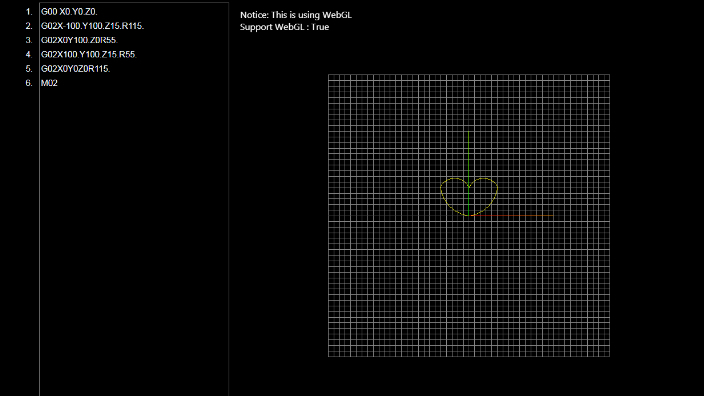 1. G00 X0.Y0.Z0.
2. G02X-100.Y100.Z15.R115.
3. G02X0Y100.Z0R55.
4. G02X100.Y100.Z15.R55.
5. G02X0Y0Z0R115.
6. M02
Notice: This is using WebGL
Support WebGL : True